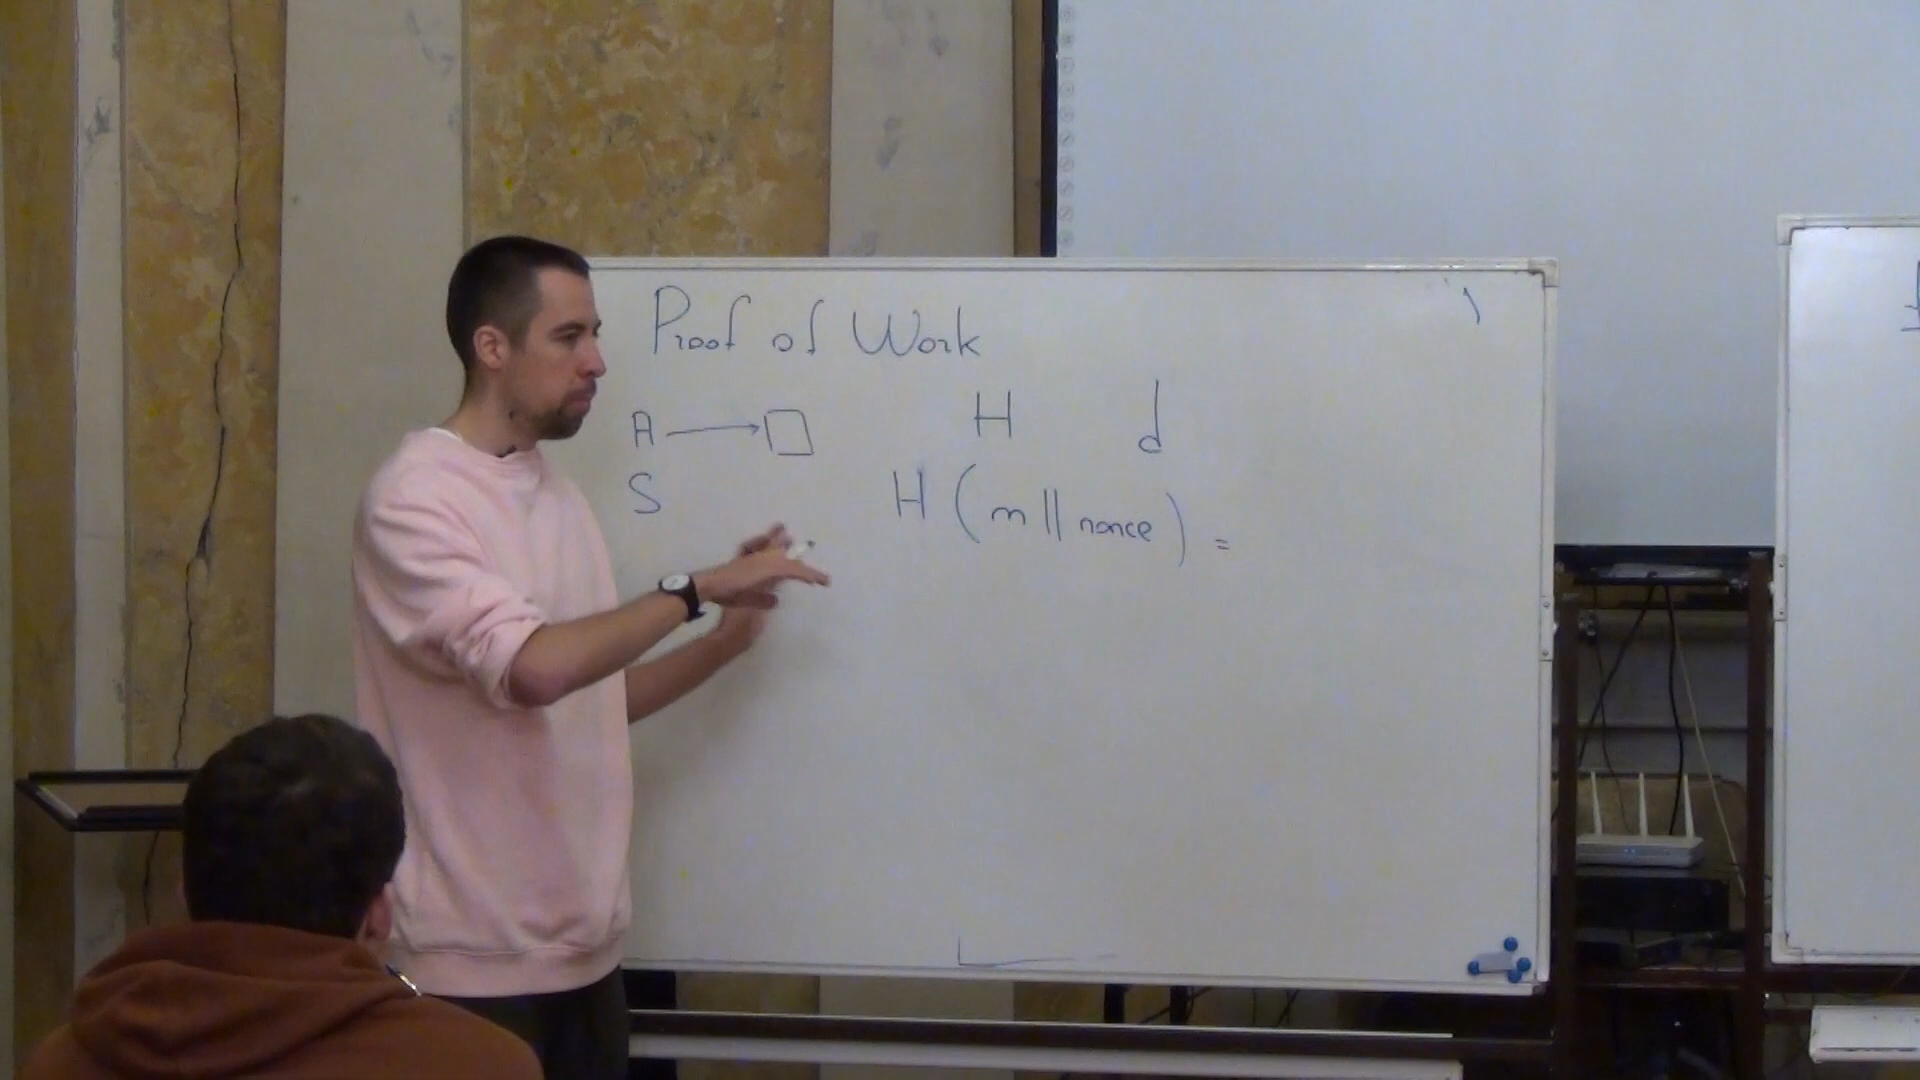 Proof of Work
A → □ H d
S H (m || nonce) =